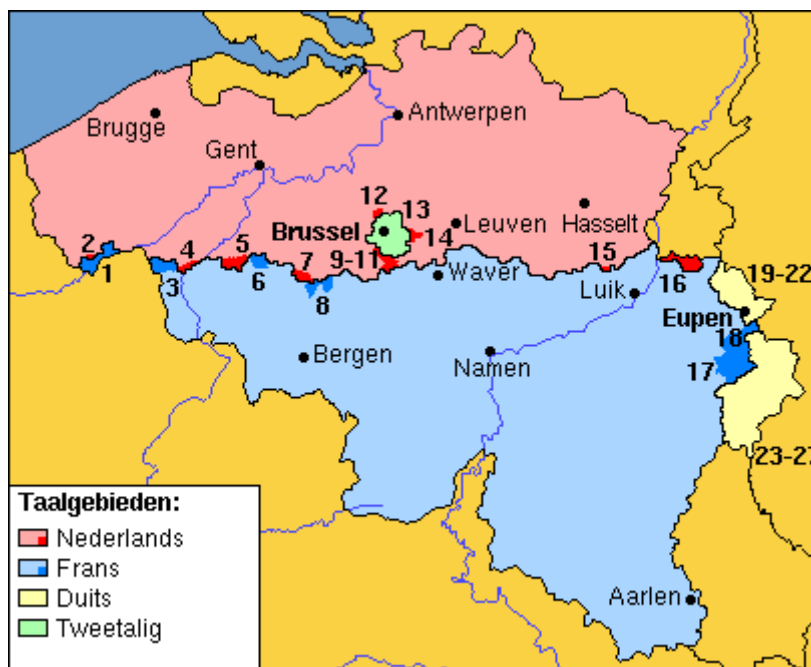 Brugge
Antwerpen
Gent
12
Brussel
13
Leuven
Hasselt
14
2
1
4
3
5
6
7
9-
10-11
8
Waver
15
16
Luik
19-22
Eupen
18
17
Bergen
Namen
23-27
Aarlen
Taalgebieden:
Nederlands
Frans
Duits
Tweetalig